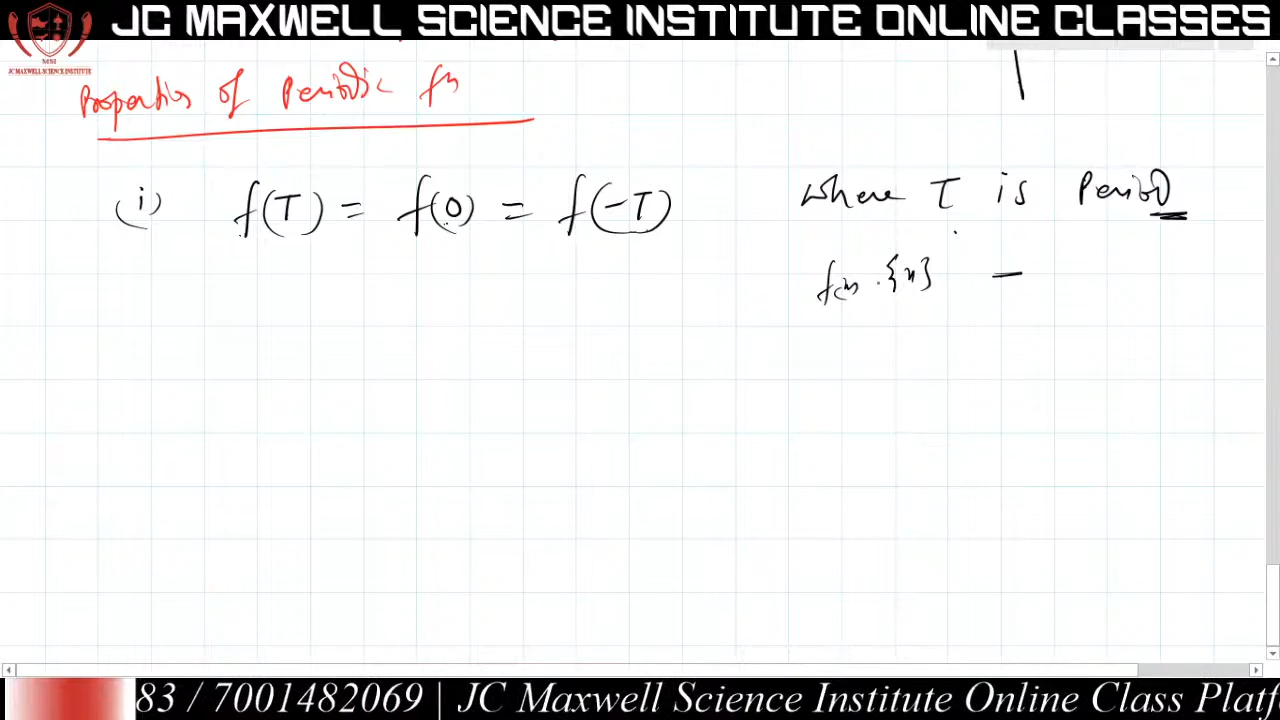 JC MAXWELL SCIENCE INSTITUTE ONLINE CLASSES
MSI
JC MAXWELL SCIENCE INSTITUTE
Properties of Periodic fn
(i) f(T) = f(0) = f(-T) where T is Period
{x} —
83 / 7001482069 | JC Maxwell Science Institute Online Class Platf